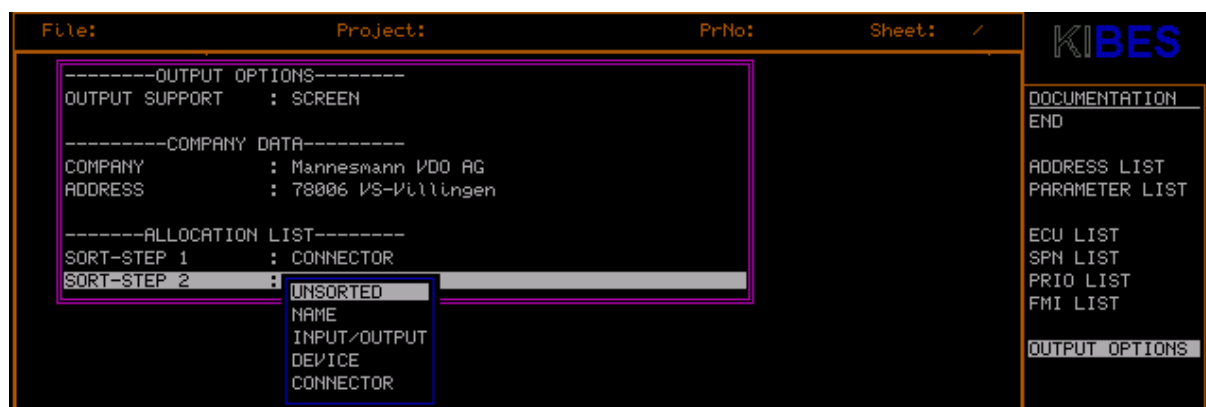 File: Project: PrNo: Sheet: /
KIBES
--------OUTPUT OPTIONS--------
OUTPUT SUPPORT : SCREEN
---------COMPANY DATA---------
COMPANY : Mannesmann VDO AG
ADDRESS : 78006 VS-Villingen
-------ALLOCATION LIST--------
SORT-STEP 1 : CONNECTOR
SORT-STEP 2 :
UNSORTED
NAME
INPUT/OUTPUT
DEVICE
CONNECTOR
DOCUMENTATION
END
ADDRESS LIST
PARAMETER LIST
ECU LIST
SPN LIST
PRIO LIST
FMI LIST
OUTPUT OPTIONS